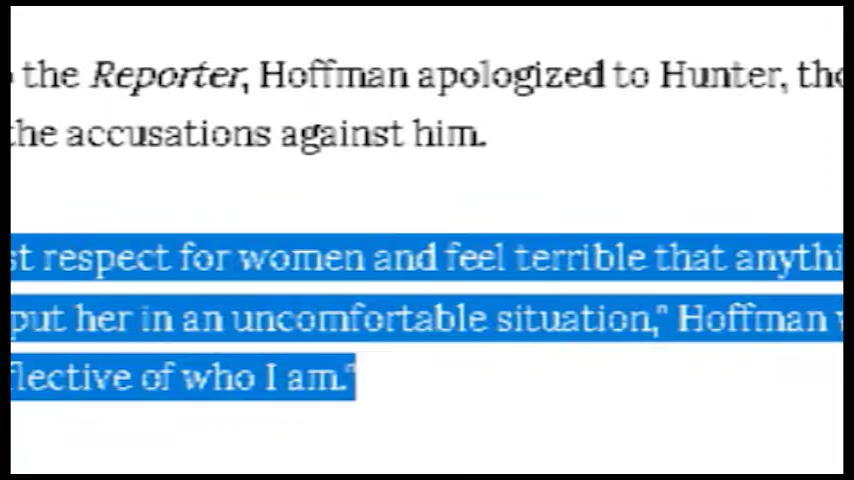 the Reporter, Hoffman apologized to Hunter, tho
the accusations against him.
st respect for women and feel terrible that anythi
put her in an uncomfortable situation," Hoffman w
flective of who I am."